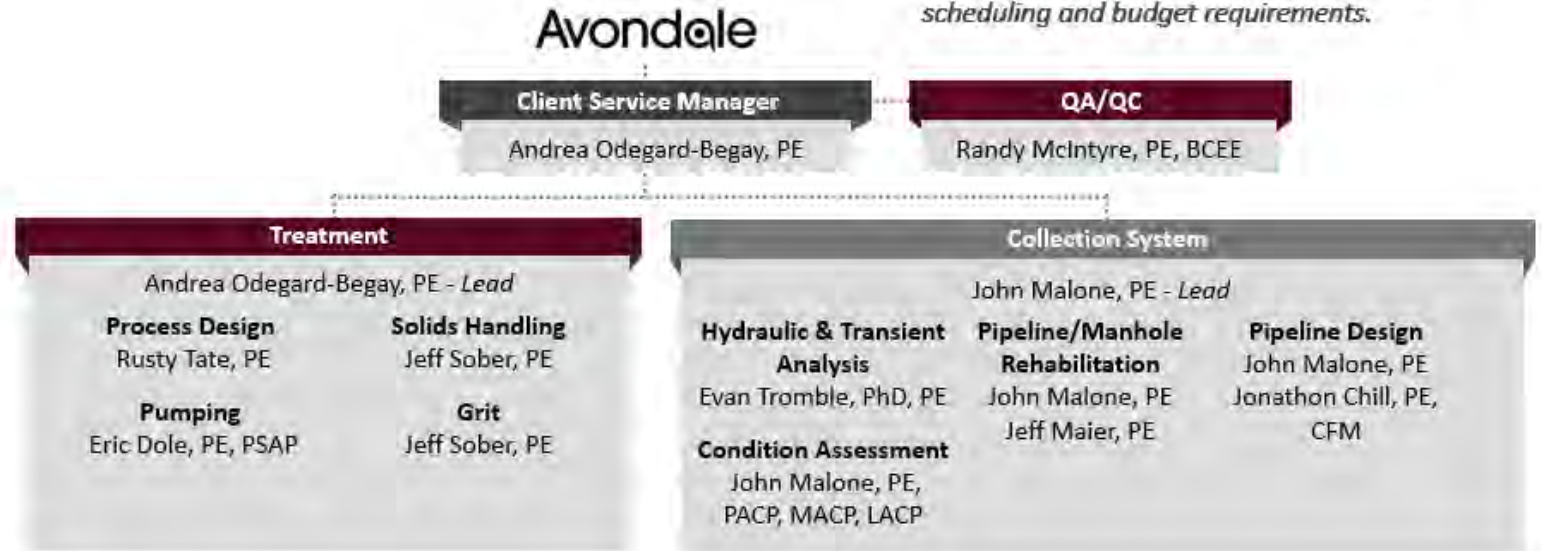 scheduling and budget requirements.
Avondale
Client Service Manager
Andrea Odegard-Begay, PE
QA/QC
Randy McIntyre, PE, BCEE
Treatment
Andrea Odegard-Begay, PE - Lead
Process Design
Rusty Tate, PE
Solids Handling
Jeff Sober, PE
Pumping
Eric Dole, PE, PSAP
Grit
Jeff Sober, PE
Collection System
John Malone, PE - Lead
Hydraulic & Transient
Analysis
Evan Tromble, PhD, PE
Condition Assessment
John Malone, PE,
PACP, MACP, LACP
Pipeline/Manhole
Rehabilitation
John Malone, PE
Jeff Maier, PE
Pipeline Design
John Malone, PE
Jonathon Chill, PE,
CFM